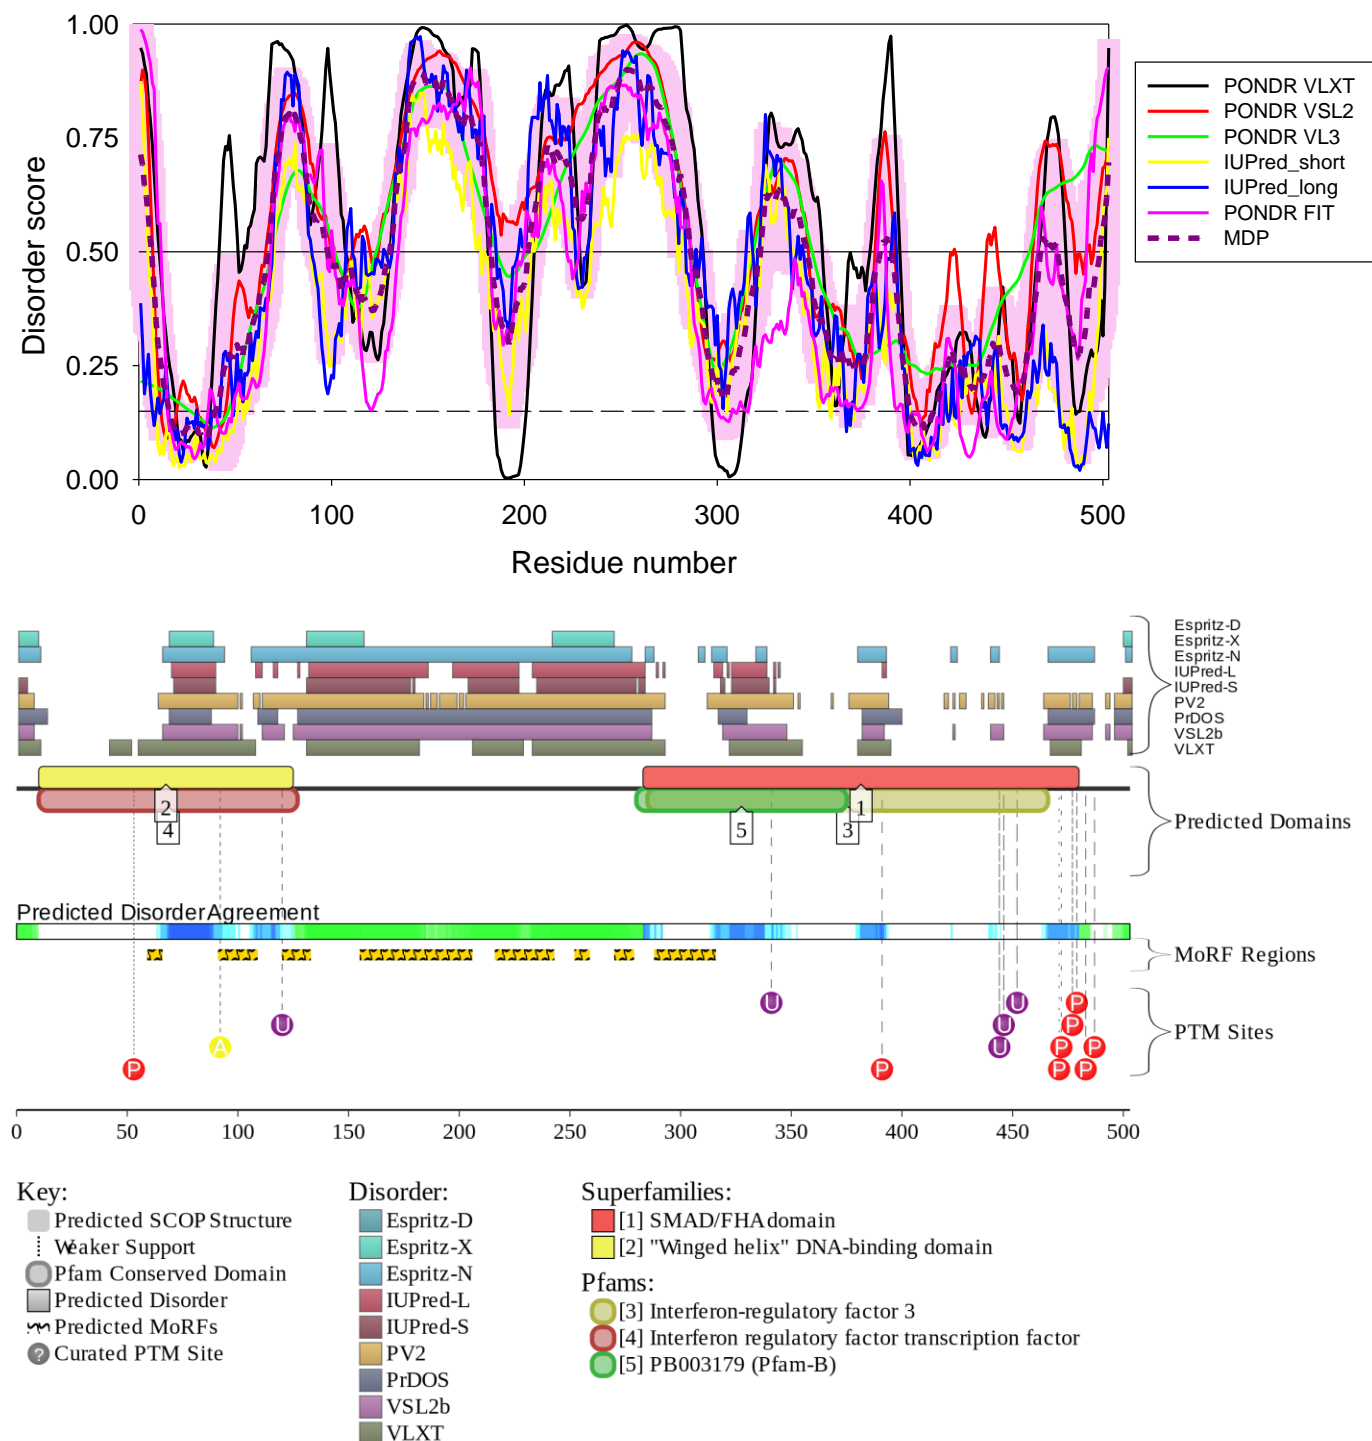 1.00
0.75
0.50
0.25
0.00
Disorder score
0 100 200 300 400 500
Residue number
PONDR VLXT
PONDR VSL2
PONDR VL3
IUPred_short
IUPred_long
PONDR FIT
MDP
Espritz-D
Espritz-X
Espritz-N
IUPred-L
IUPred-S
PV2
PrDOS
VSL2b
VLXT
2
4
5
3
1
Predicted Domains
Predicted Disorder Agreement
MoRF Regions
U U P
U U P
A U P P
P P P P
PTM Sites
0 50 100 150 200 250 300 350 400 450 500
Key:
Predicted SCOP Structure
Weaker Support
Pfam Conserved Domain
Predicted Disorder
Predicted MoRFs
? Curated PTM Site
Disorder:
Espritz-D
Espritz-X
Espritz-N
IUPred-L
IUPred-S
PV2
PrDOS
VSL2b
VLXT
Superfamilies:
[1] SMAD/FHA domain
[2] "Winged helix" DNA-binding domain
Pfams:
[3] Interferon-regulatory factor 3
[4] Interferon regulatory factor transcription factor
[5] PB003179 (Pfam-B)